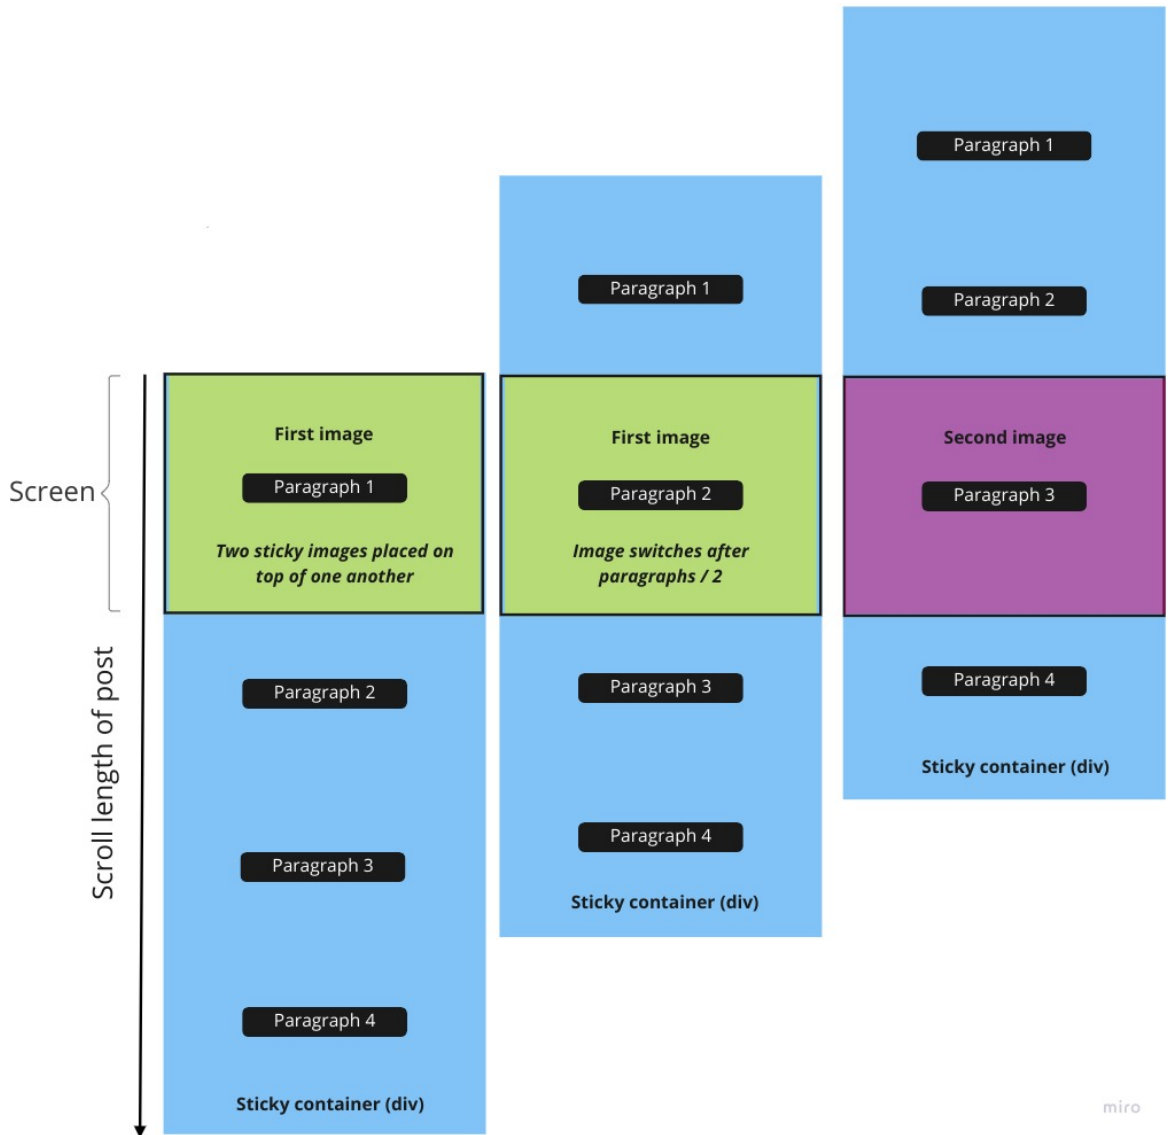 Screen
Scroll length of post
First image
Paragraph 1
Two sticky images placed on
top of one another
Paragraph 2
Paragraph 3
Paragraph 4
Sticky container (div)
Paragraph 1
First image
Paragraph 2
Image switches after
paragraphs / 2
Paragraph 3
Paragraph 4
Sticky container (div)
Paragraph 1
Paragraph 2
Second image
Paragraph 3
Paragraph 4
Sticky container (div)
miro